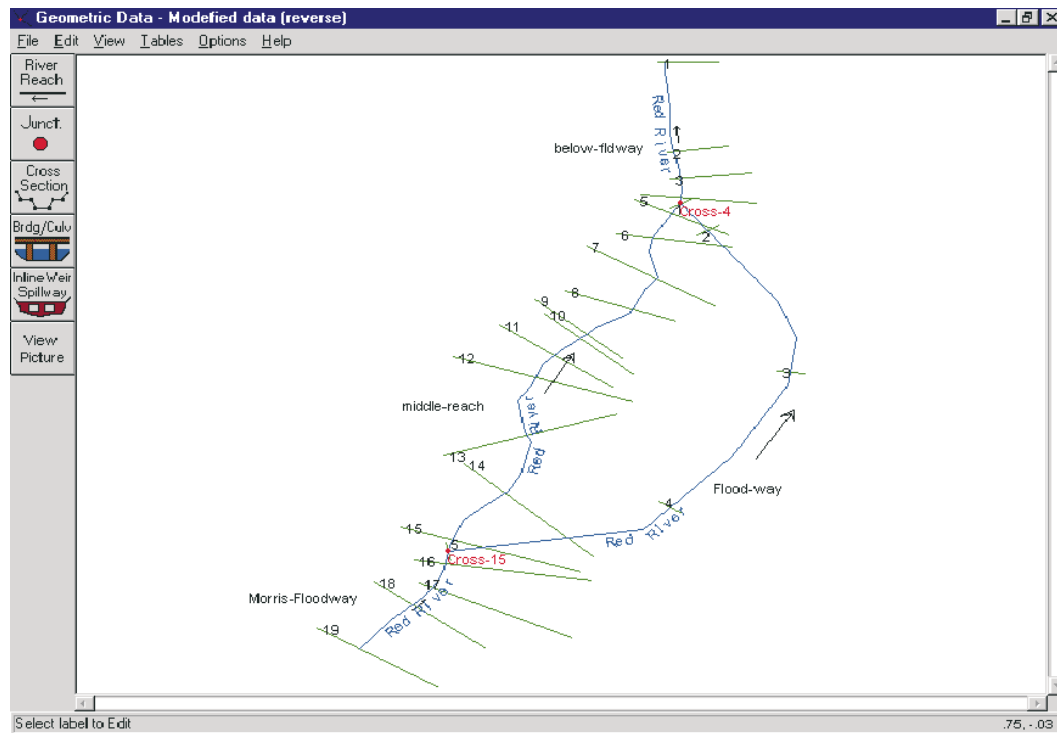 Geometric Data - Modefied data (reverse)
File Edit View Tables Options Help
River
Reach
Junct.
Cross
Section
Brdg/Culv
Inline Weir
Spillway
View
Picture
1
Red River
1
below-fldway
2
3
5
1
Cross-4
6
2
7
8
9
10
11
12
1
3
middle-reach
Red River
13
14
Flood-way
4
Red River
15
5
Cross-15
16
18
17
Morris-Floodway
Red River
19
Select label to Edit
.75, -.03